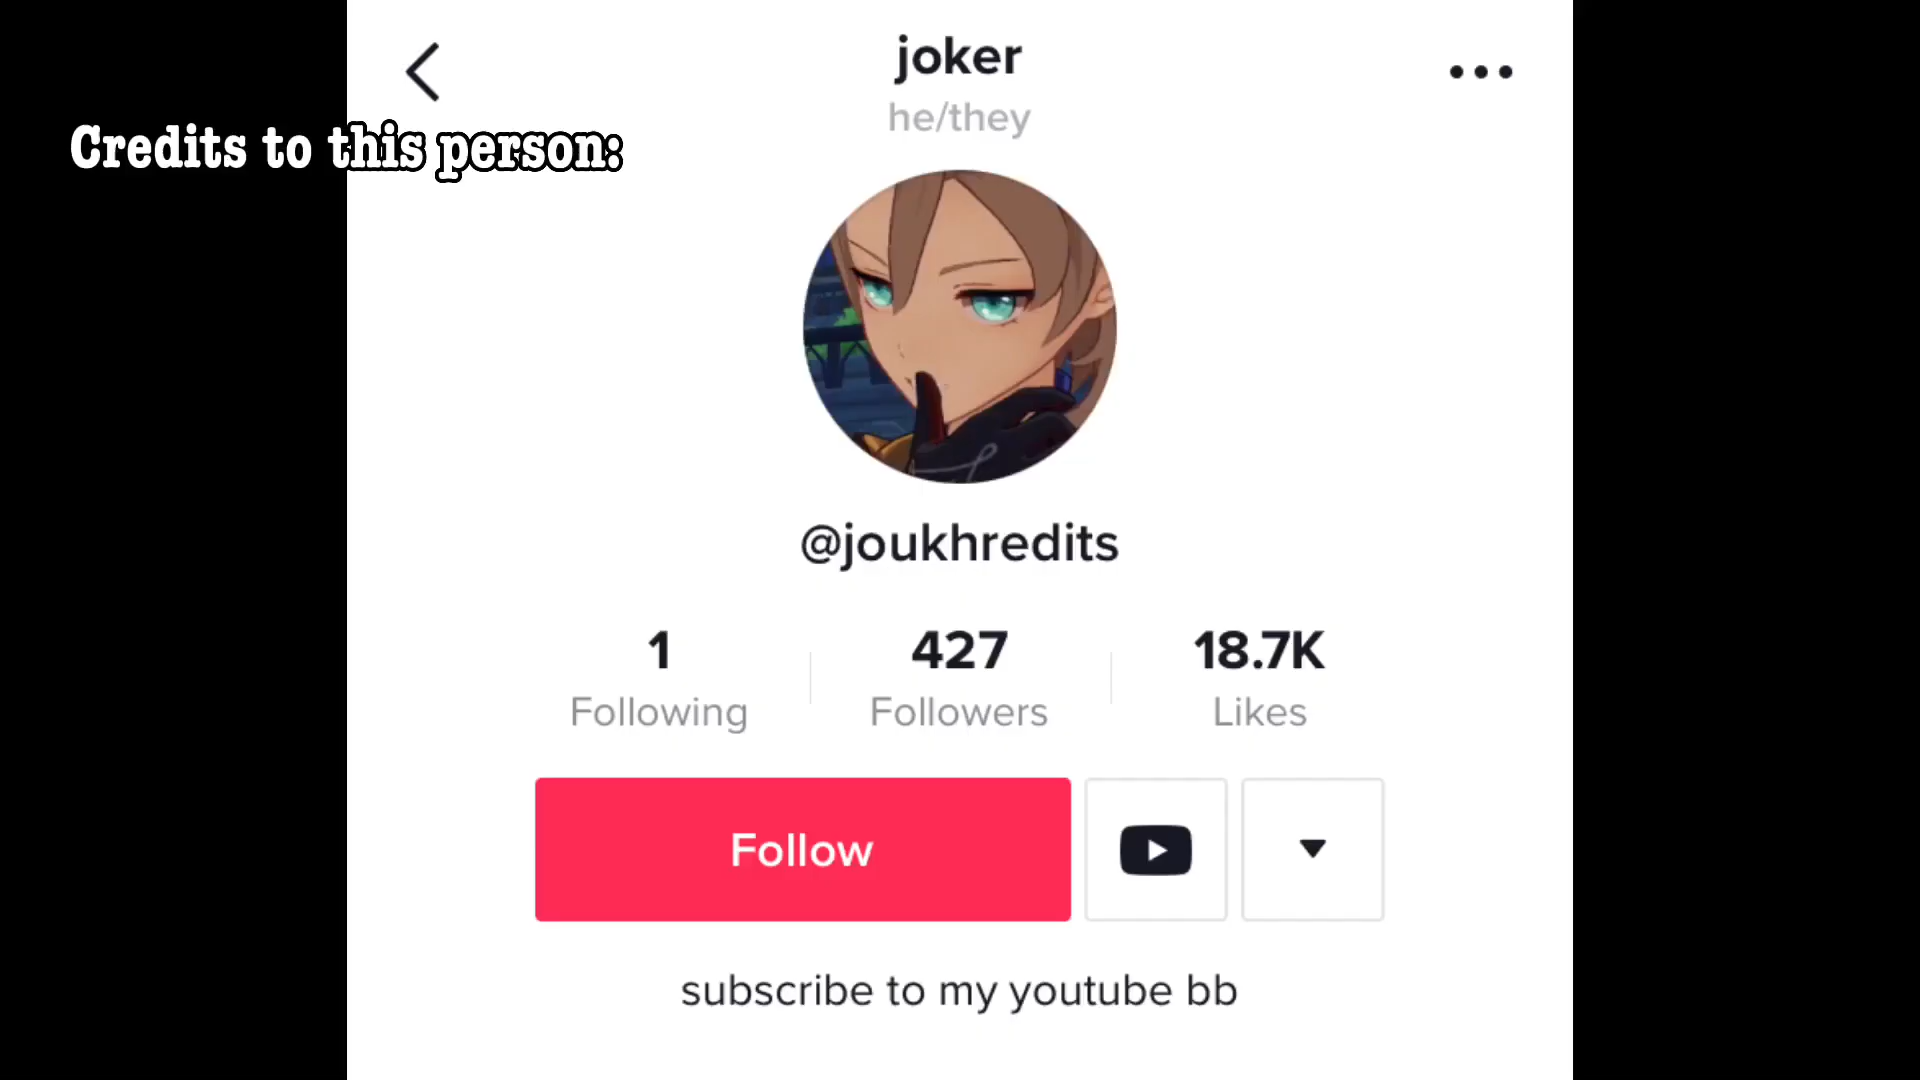 joker
he/they
Credits to this person:
@joukhredits
1 427 18.7K
Following Followers Likes
Follow
subscribe to my youtube bb